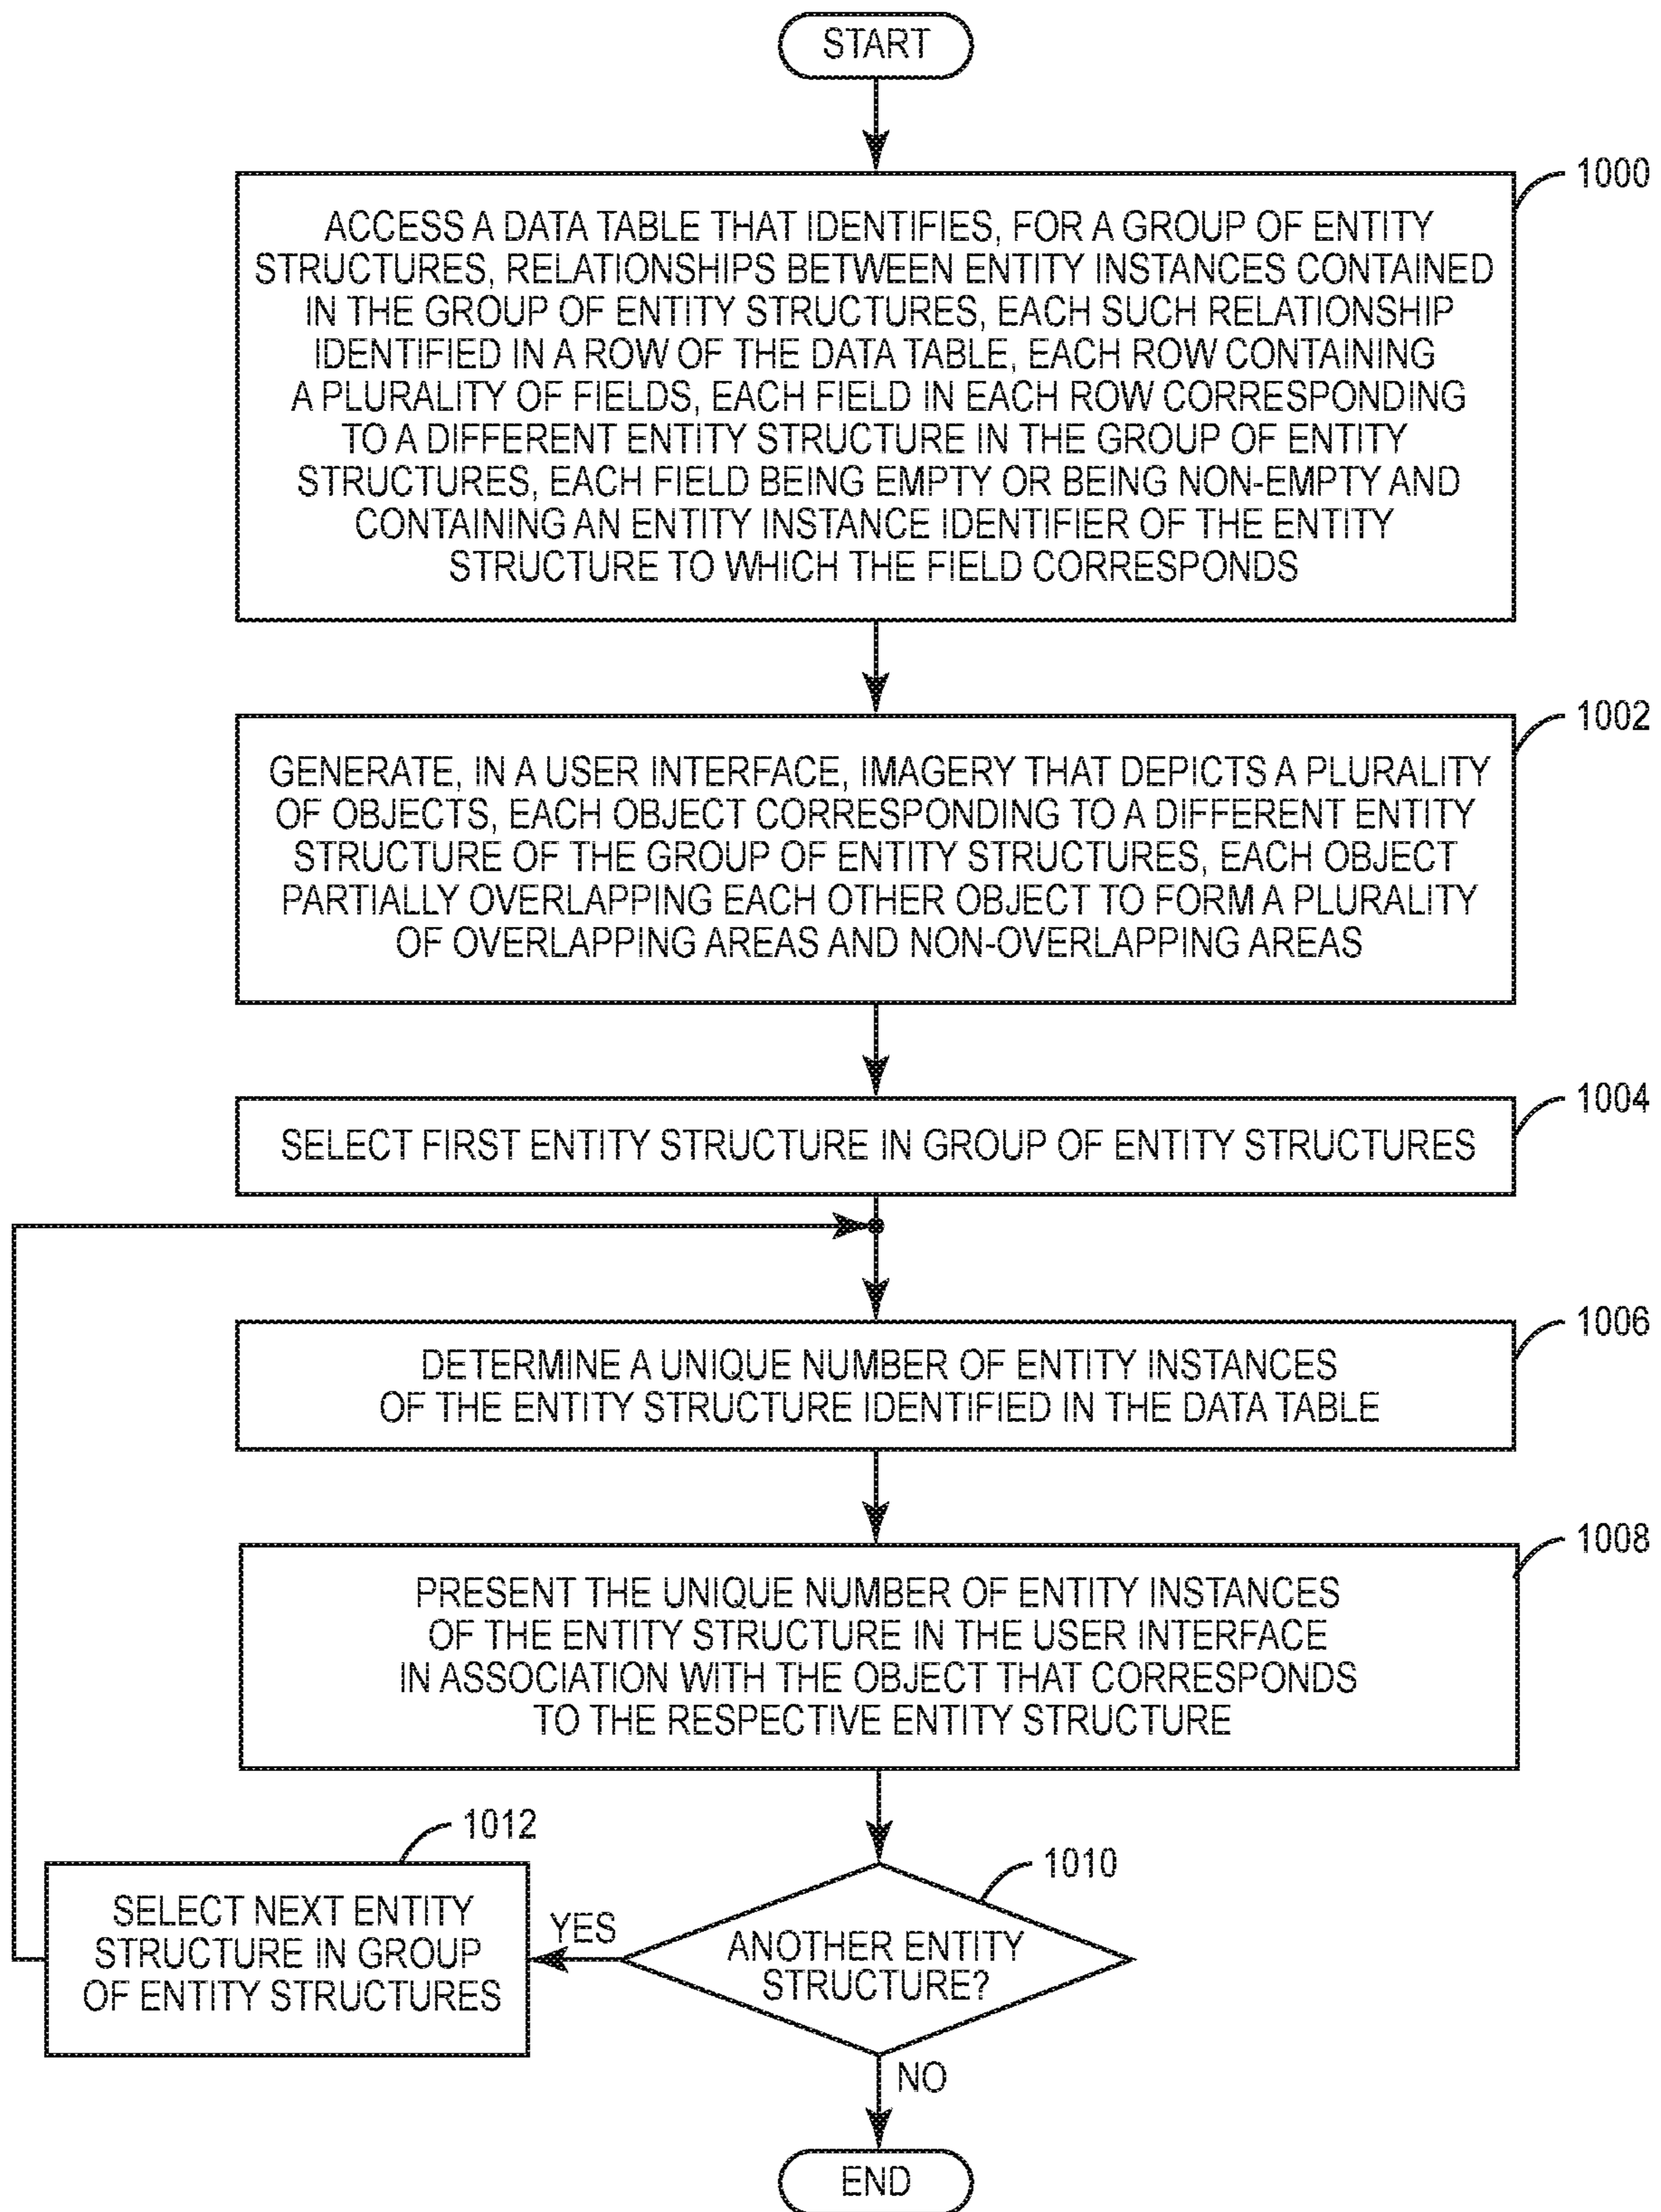 START
1000
ACCESS A DATA TABLE THAT IDENTIFIES, FOR A GROUP OF ENTITY
STRUCTURES, RELATIONSHIPS BETWEEN ENTITY INSTANCES CONTAINED
IN THE GROUP OF ENTITY STRUCTURES, EACH SUCH RELATIONSHIP
IDENTIFIED IN A ROW OF THE DATA TABLE, EACH ROW CONTAINING
A PLURALITY OF FIELDS, EACH FIELD IN EACH ROW CORRESPONDING
TO A DIFFERENT ENTITY STRUCTURE IN THE GROUP OF ENTITY
STRUCTURES, EACH FIELD BEING EMPTY OR BEING NON-EMPTY AND
CONTAINING AN ENTITY INSTANCE IDENTIFIER OF THE ENTITY
STRUCTURE TO WHICH THE FIELD CORRESPONDS
1002
GENERATE, IN A USER INTERFACE, IMAGERY THAT DEPICTS A PLURALITY
OF OBJECTS, EACH OBJECT CORRESPONDING TO A DIFFERENT ENTITY
STRUCTURE OF THE GROUP OF ENTITY STRUCTURES, EACH OBJECT
PARTIALLY OVERLAPPING EACH OTHER OBJECT TO FORM A PLURALITY
OF OVERLAPPING AREAS AND NON-OVERLAPPING AREAS
1004
SELECT FIRST ENTITY STRUCTURE IN GROUP OF ENTITY STRUCTURES
1006
DETERMINE A UNIQUE NUMBER OF ENTITY INSTANCES
OF THE ENTITY STRUCTURE IDENTIFIED IN THE DATA TABLE
1008
PRESENT THE UNIQUE NUMBER OF ENTITY INSTANCES
OF THE ENTITY STRUCTURE IN THE USER INTERFACE
IN ASSOCIATION WITH THE OBJECT THAT CORRESPONDS
TO THE RESPECTIVE ENTITY STRUCTURE
1010
ANOTHER ENTITY
STRUCTURE?
YES
1012
SELECT NEXT ENTITY
STRUCTURE IN GROUP
OF ENTITY STRUCTURES
NO
END